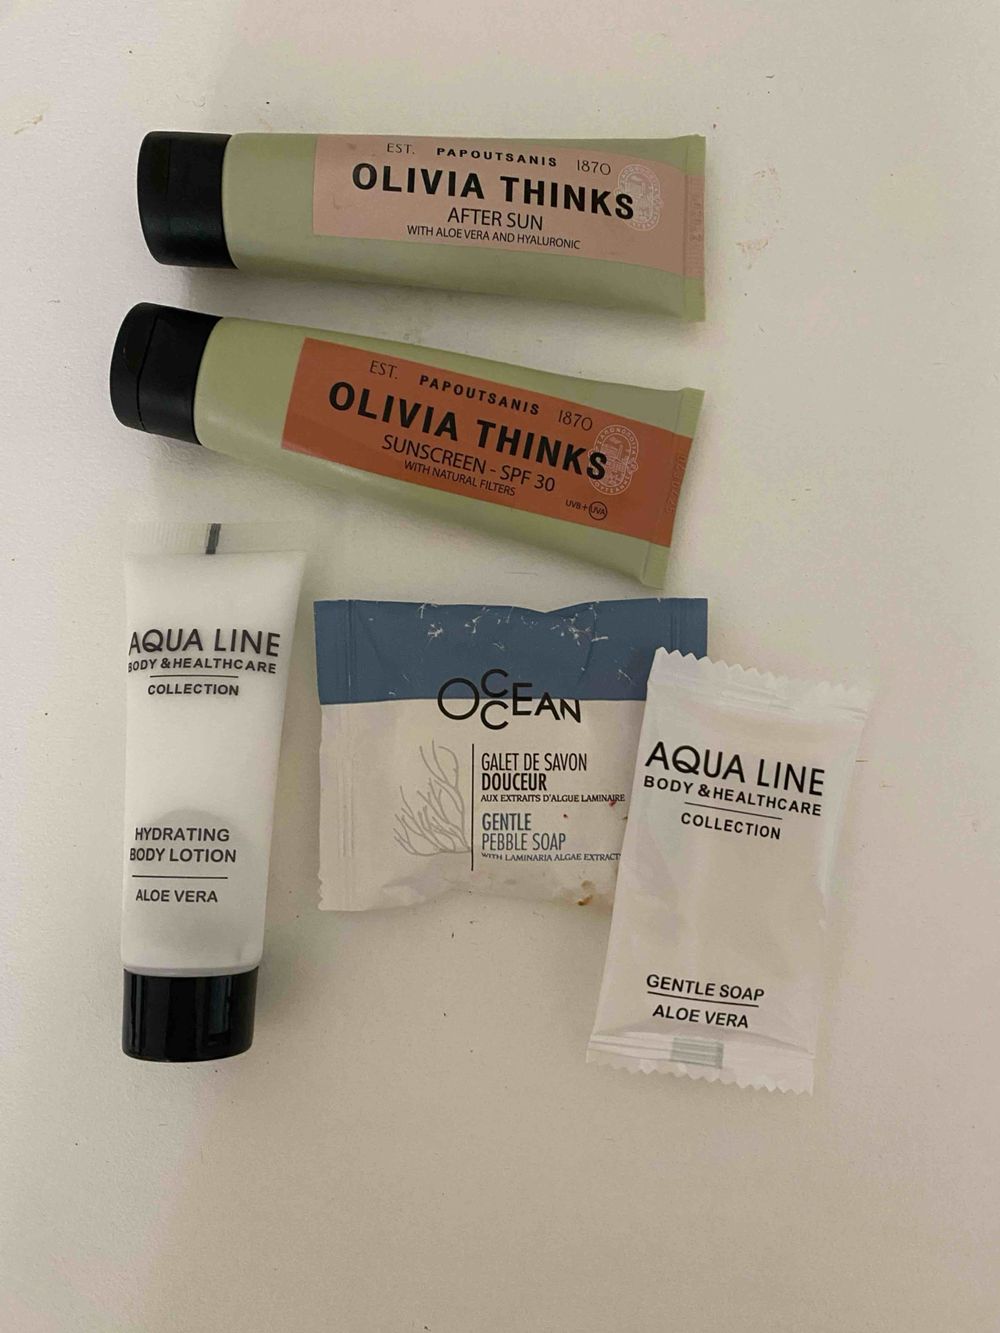 EST. PAPOUTSANIS 1870
OLIVIA THINKS
AFTER SUN
WITH ALOE VERA AND HYALURONIC
EST. PAPOUTSANIS 1870
OLIVIA THINKS
SUNSCREEN - SPF 30
WITH NATURAL FILTERS
UVB+UVA
AQUA LINE
BODY & HEALTHCARE
COLLECTION
HYDRATING
BODY LOTION
ALOE VERA
OCCEAN
GALET DE SAVON
DOUCEUR
AUX EXTRAITS D'ALGUE LAMINAIRE
GENTLE
PEBBLE SOAP
WITH LAMINARIA ALGAE EXTRACT
AQUA LINE
BODY & HEALTHCARE
COLLECTION
GENTLE SOAP
ALOE VERA